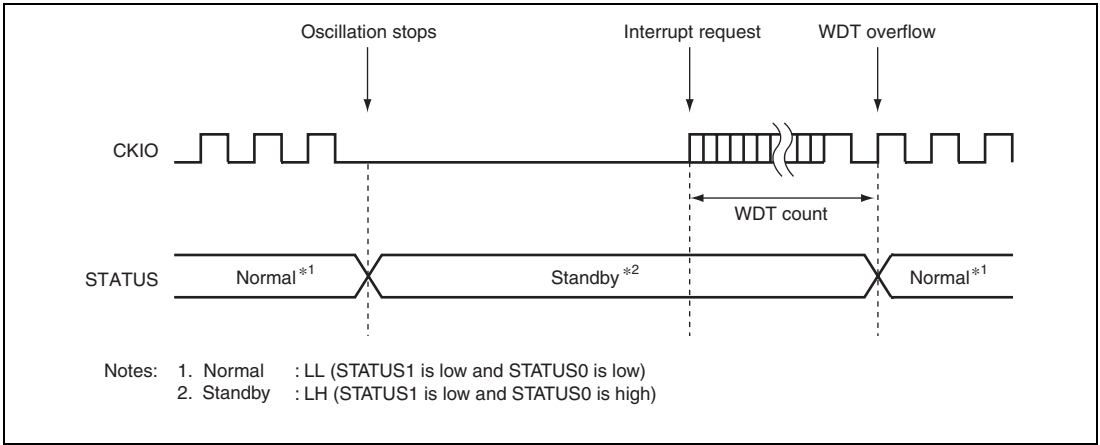 Oscillation stops Interrupt request WDT overflow
CKIO
WDT count
STATUS Normal*1 Standby*2 Normal*1
Notes: 1. Normal : LL (STATUS1 is low and STATUS0 is low)
2. Standby : LH (STATUS1 is low and STATUS0 is high)